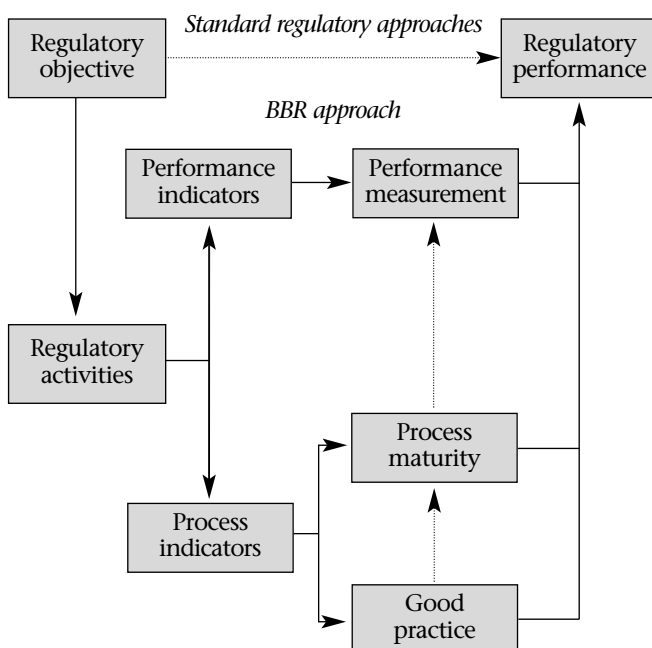 Regulatory
objective
Standard regulatory approaches
Regulatory
performance
BBR approach
Performance
indicators
Performance
measurement
Regulatory
activities
Process
maturity
Process
indicators
Good
practice